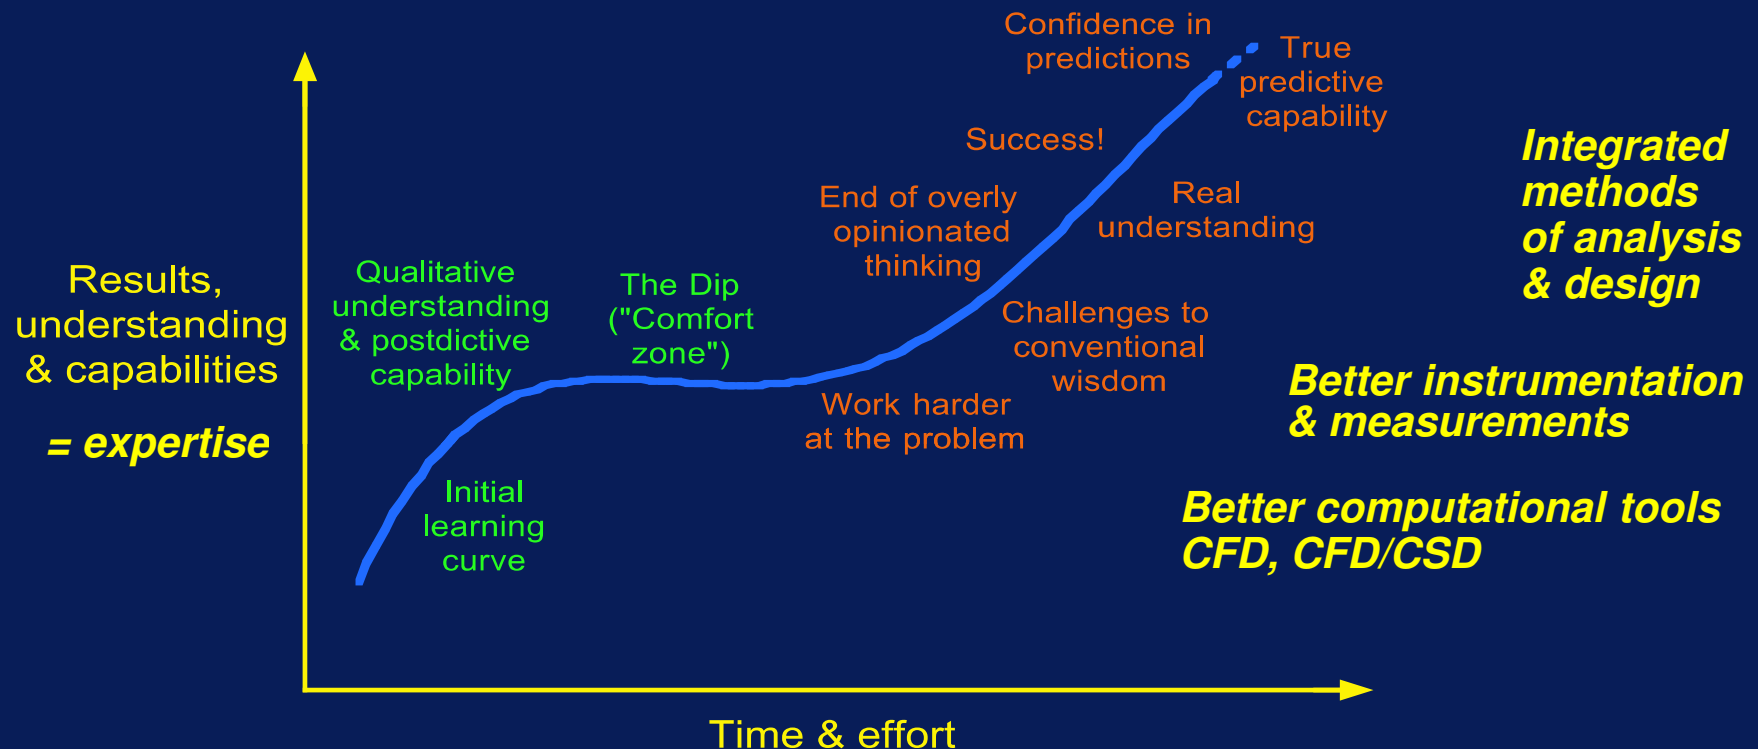 Confidence in
predictions
True
predictive
capability
Success!
Integrated
methods
of analysis
& design
End of overly
opinionated
thinking
Real
understanding
Results,
understanding
& capabilities
= expertise
Qualitative
understanding
& postdictive
capability
The Dip
("Comfort
zone")
Challenges to
conventional
wisdom
Work harder
at the problem
Better instrumentation
& measurements
Initial
learning
curve
Better computational tools
CFD, CFD/CSD
Time & effort